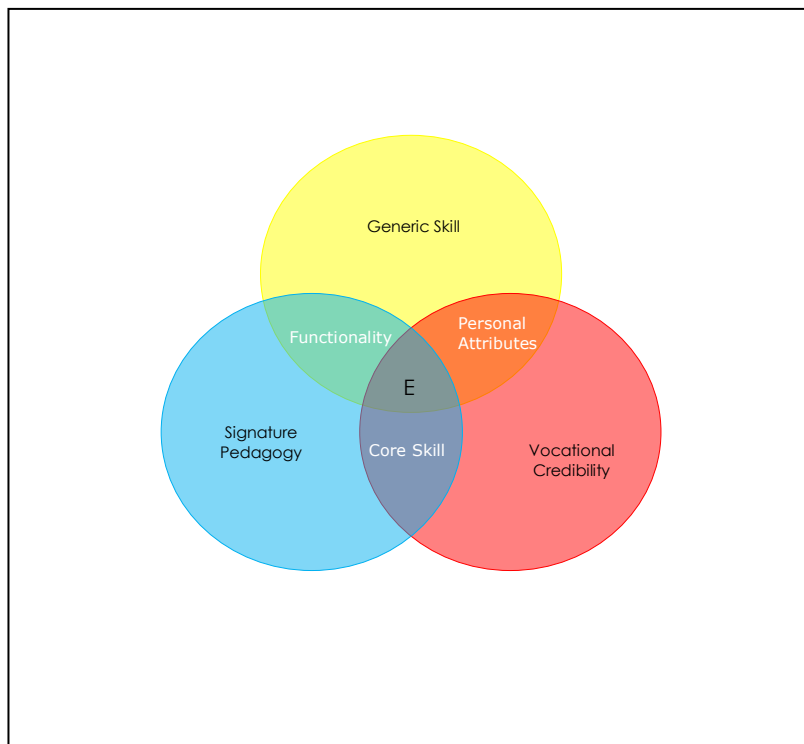 Generic Skill
Functionality
Personal
Attributes
E
Signature
Pedagogy
Core Skill
Vocational
Credibility